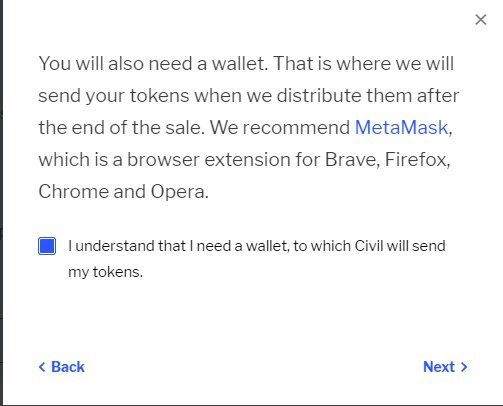 You will also need a wallet. That is where we will
send your tokens when we distribute them after
the end of the sale. We recommend MetaMask,
which is a browser extension for Brave, Firefox,
Chrome and Opera.
I understand that I need a wallet, to which Civil will send
my tokens.
Back
Next